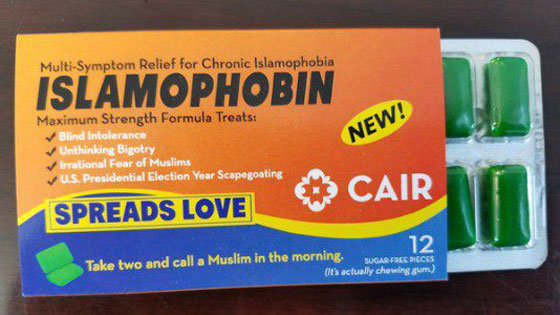 Multi-Symptom Relief for Chronic Islamophobia
ISLAMOPHOBIN
Maximum Strength Formula Treats:
Blind Intolerance
Unthinking Bigotry
Irrational Fear of Muslims
U.S. Presidential Election Year Scapegoating
NEW!
CAIR
SPREADS LOVE
Take two and call a Muslim in the morning.
12
SUGAR-FREE PIECES
(It's actually chewing gum.)